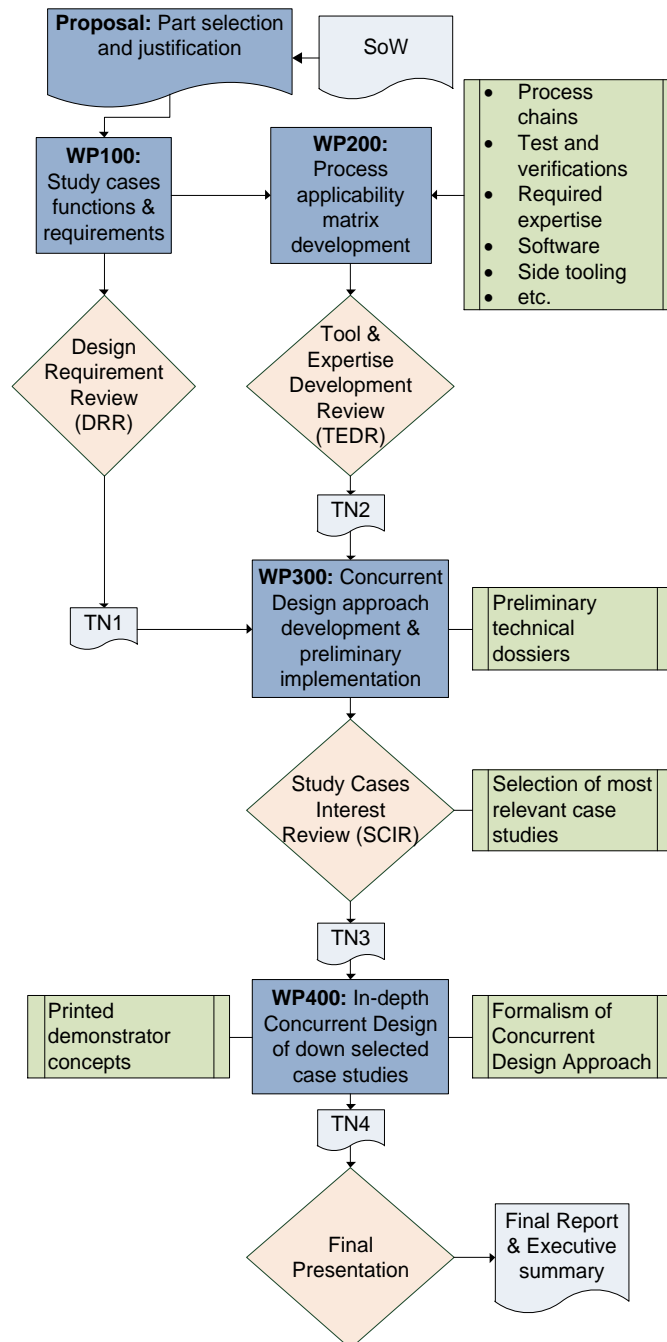 Proposal: Part selection
and justification
SoW
WP100:
Study cases
functions &
requirements
WP200:
Process
applicability
matrix
development
• Process
chains
• Test and
verifications
• Required
expertise
• Software
• Side tooling
• etc.
Design
Requirement
Review
(DRR)
Tool &
Expertise
Development
Review
(TEDR)
TN2
TN1
WP300: Concurrent
Design approach
development &
preliminary
implementation
Preliminary
technical
dossiers
Study Cases
Interest
Review (SCIR)
Selection of most
relevant case
studies
TN3
Printed
demonstrator
concepts
WP400: In-depth
Concurrent Design
of down selected
case studies
Formalism of
Concurrent
Design Approach
TN4
Final
Presentation
Final Report
& Executive
summary